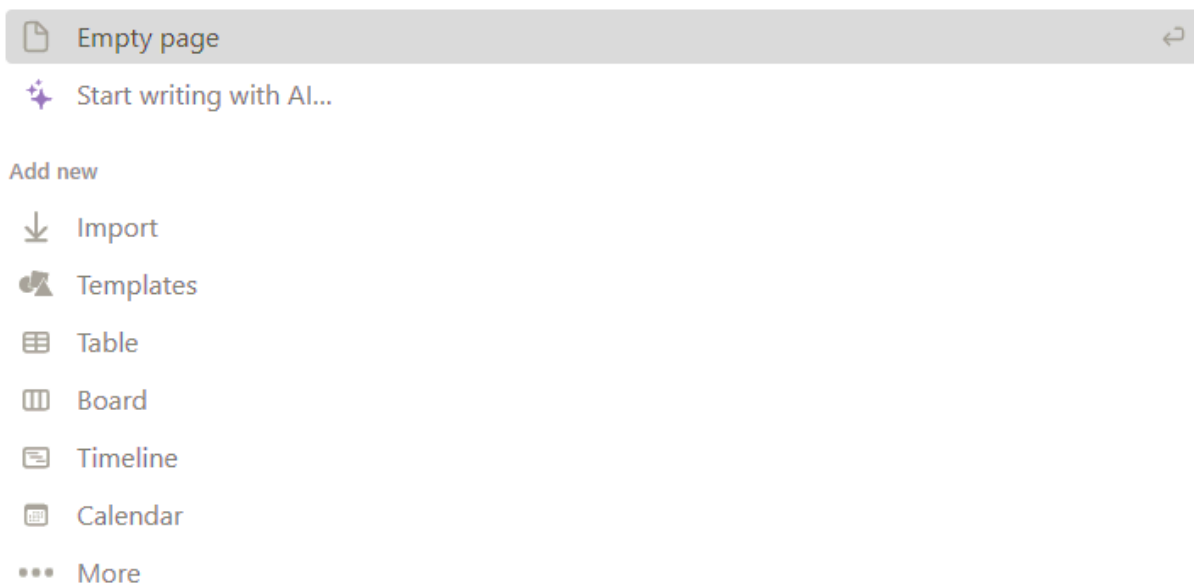 Empty page
Start writing with AI...
Add new
Import
Templates
Table
Board
Timeline
Calendar
More